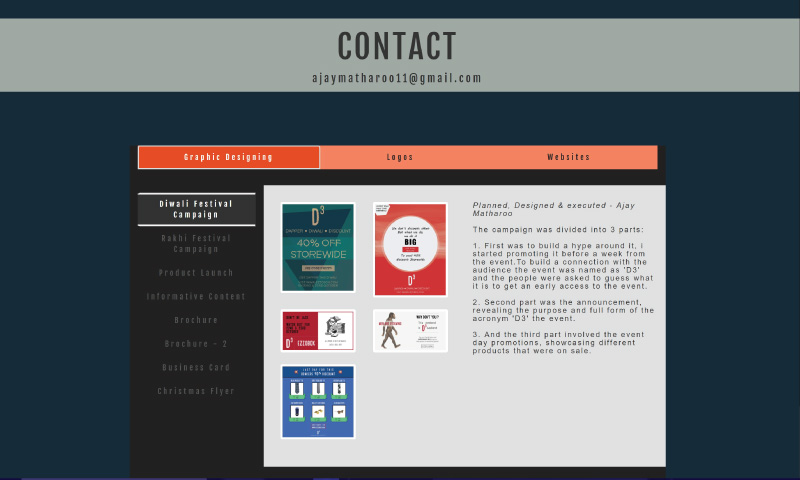 CONTACT
ajaymatharoo11@gmail.com
Graphic Designing
Logos
Websites
Diwali Festival
Campaign
Rakhi Festival
Campaign
Product Launch
Informative Content
Brochure
Brochure - 2
Business Card
Christmas Flyer
D3
DAPPER ★ DIWALI ★ DISCOUNT
40% OFF
STOREWIDE
BIG
D3
D3
EZZIBOX
WHY DON'T YOU?
Planned, Designed & executed - Ajay
Matharoo
The campaign was divided into 3 parts:
1. First was to build a hype around it, i
started promoting it before a week from
the event.To build a connection with the
audience the event was named as 'D3'
and the people were asked to guess what
it is to get an early access to the event.
2. Second part was the announcement,
revealing the purpose and full form of the
acronym 'D3' the event.
3. And the third part involved the event
day promotions, showcasing different
products that were on sale.